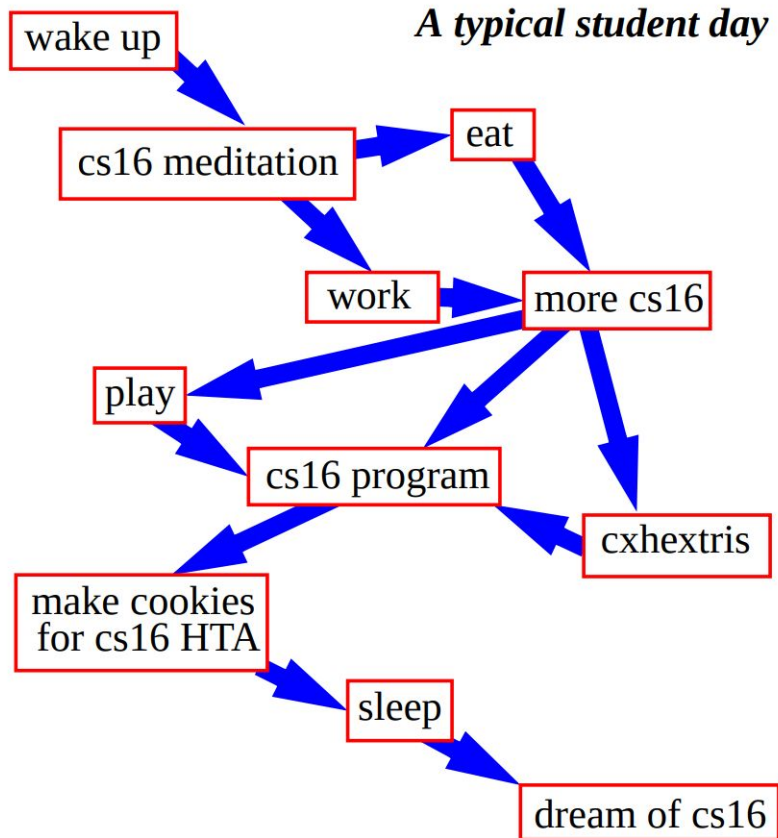 A typical student day
wake up
cs16 meditation
eat
work
more cs16
play
cs16 program
cxhextris
make cookies
for cs16 HTA
sleep
dream of cs16